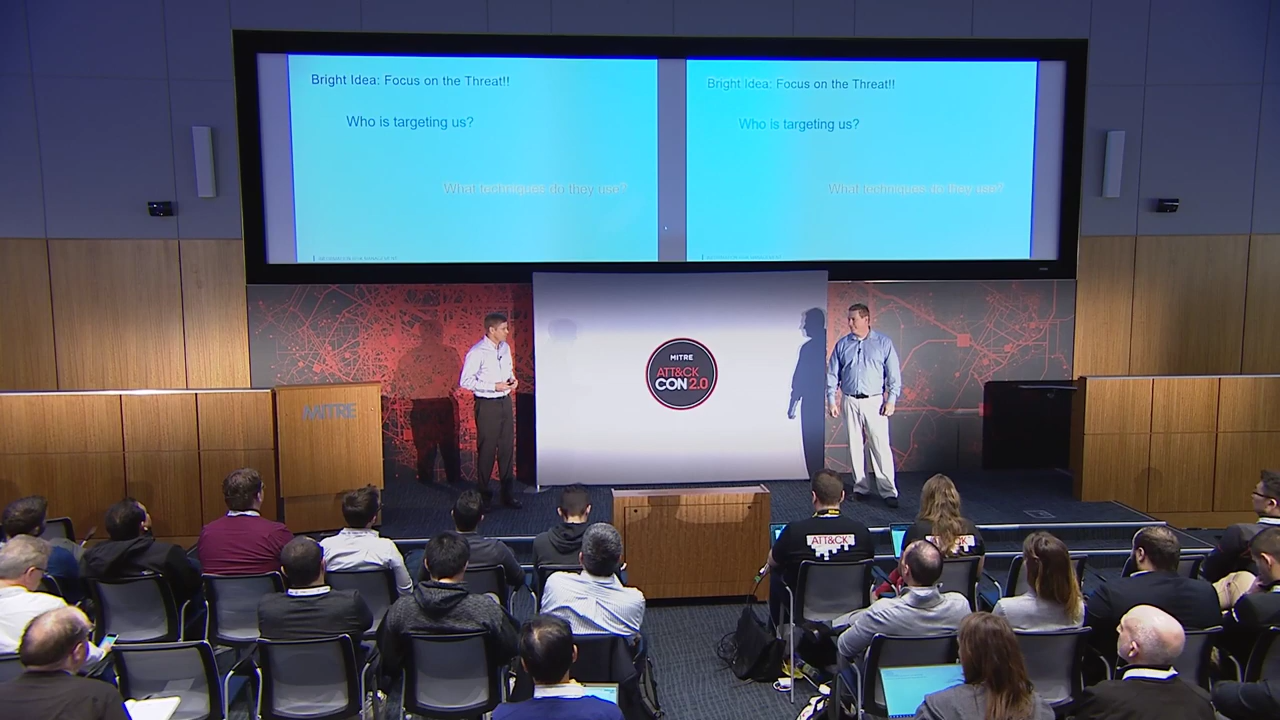 Bright Idea: Focus on the Threat!!
Who is targeting us?
What techniques do they use?
Bright Idea: Focus on the Threat!!
Who is targeting us?
What techniques do they use?
MITRE
ATT&CK
CON 2.0
MITRE
ATT&CK